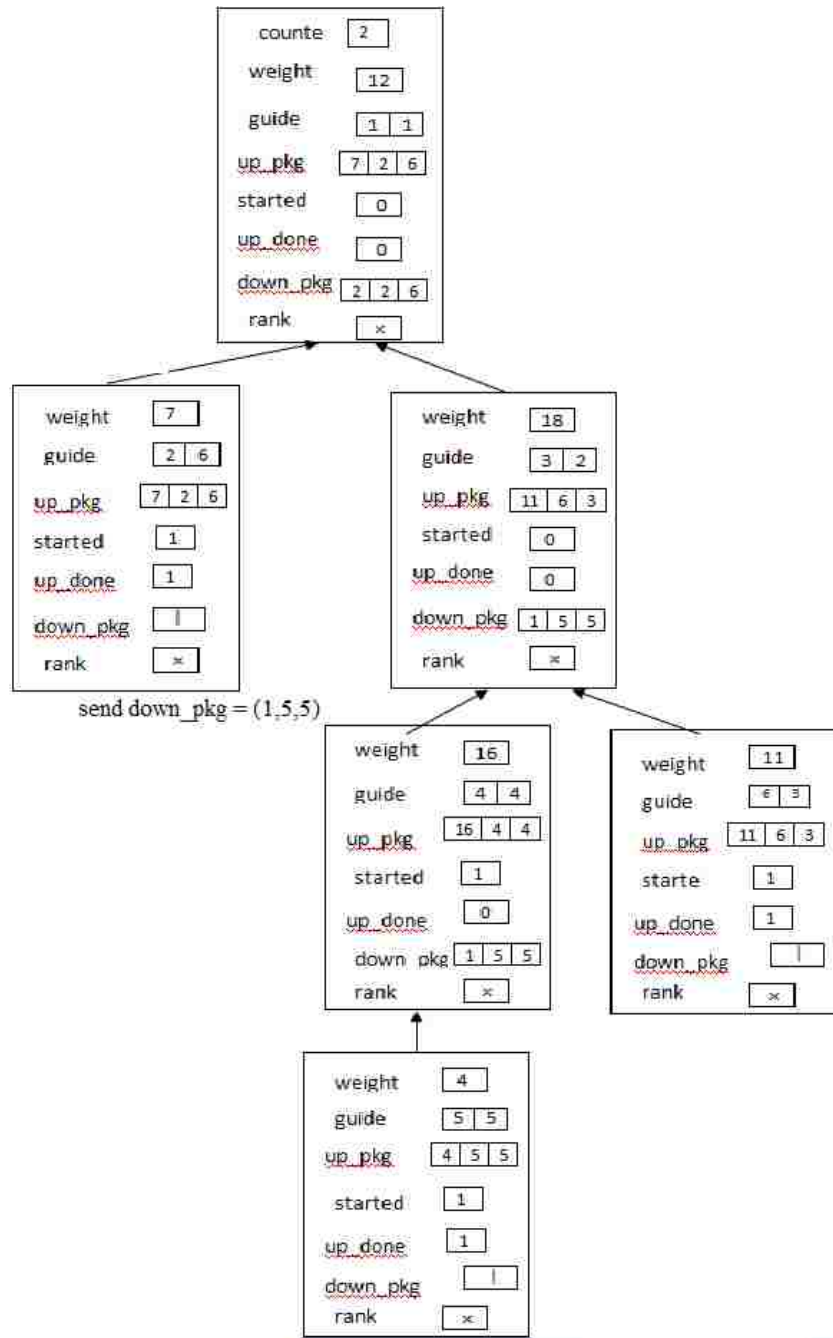 counte 2
weight 12
guide 1 1
up_pkg 7 2 6
started 0
up_done 0
down_pkg 2 2 6
rank ×
weight 7
guide 2 6
up_pkg 7 2 6
started 1
up_done 1
down_pkg
rank ×
send down_pkg = (1,5,5)
weight 18
guide 3 2
up_pkg 11 6 3
started 0
up_done 0
down_pkg 1 5 5
rank ×
weight 16
guide 4 4
up_pkg 16 4 4
started 1
up_done 0
down pkg 1 5 5
rank ×
weight 11
guide 6 3
up_pkg 11 6 3
starte 1
up_done 1
down_pkg
rank ×
weight 4
guide 5 5
up_pkg 4 5 5
started 1
up_done 1
down_pkg
rank ×